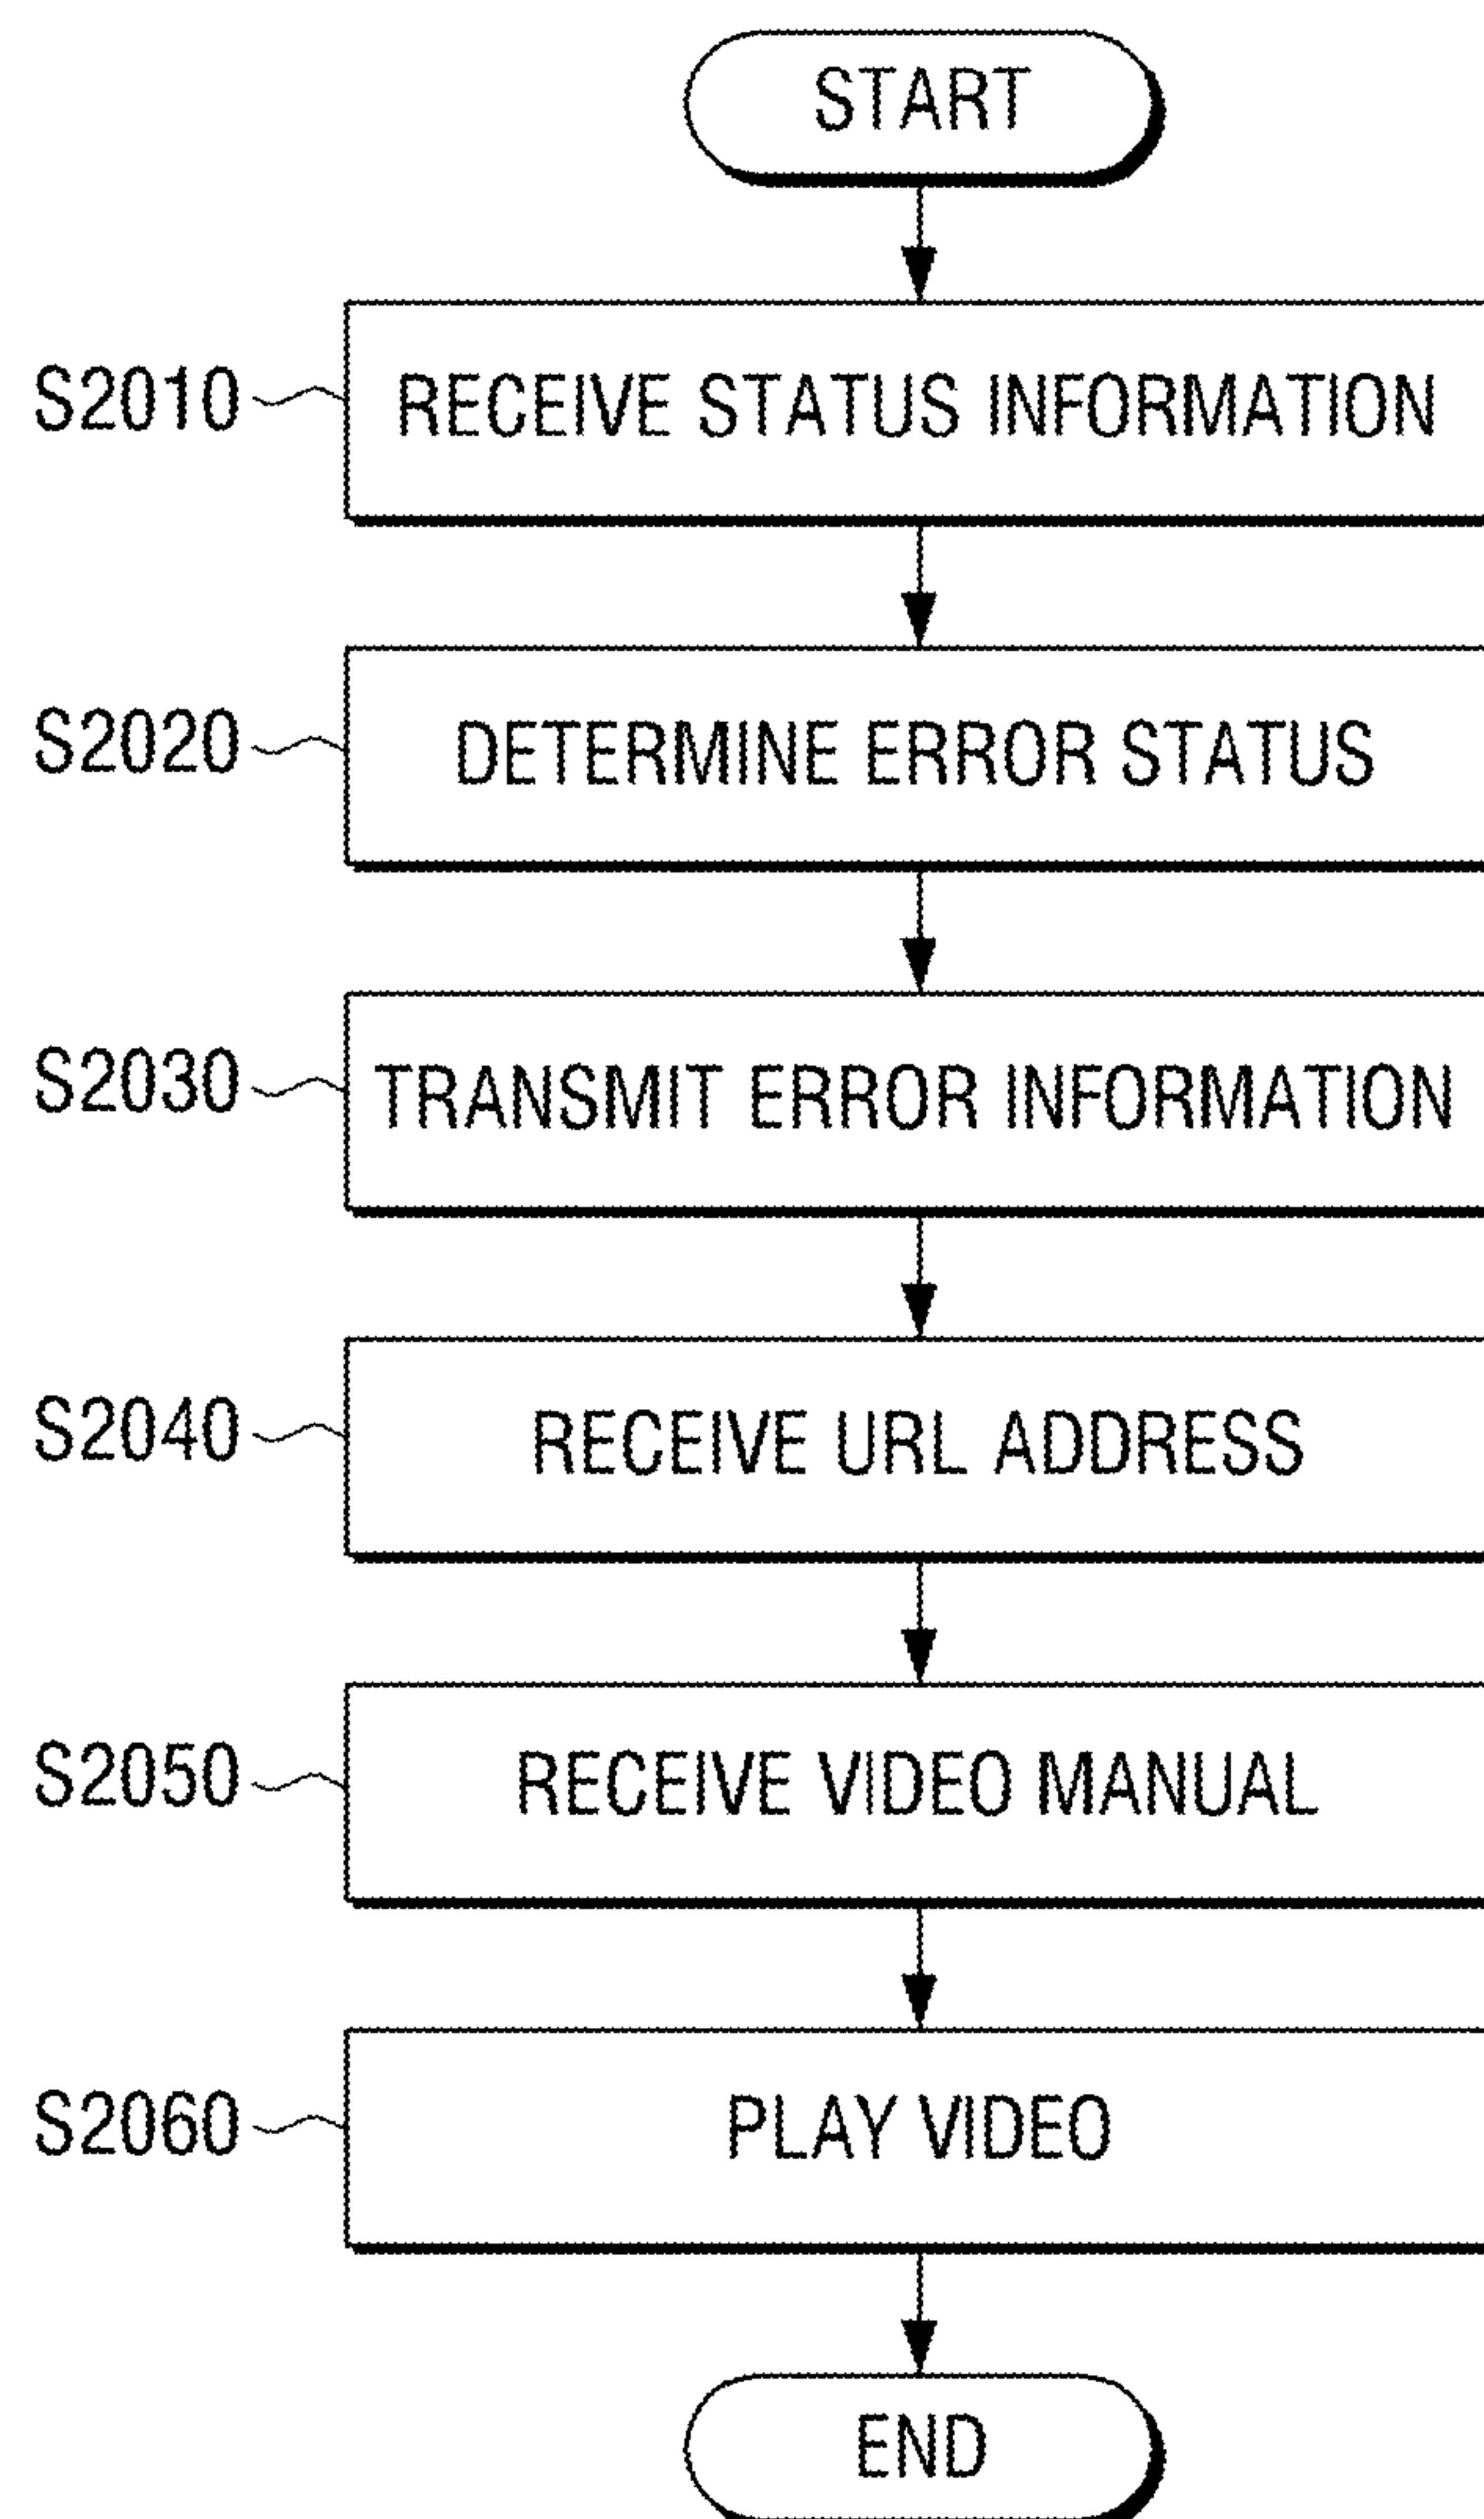 START
S2010 RECEIVE STATUS INFORMATION
S2020 DETERMINE ERROR STATUS
S2030 TRANSMIT ERROR INFORMATION
S2040 RECEIVE URL ADDRESS
S2050 RECEIVE VIDEO MANUAL
S2060 PLAY VIDEO
END